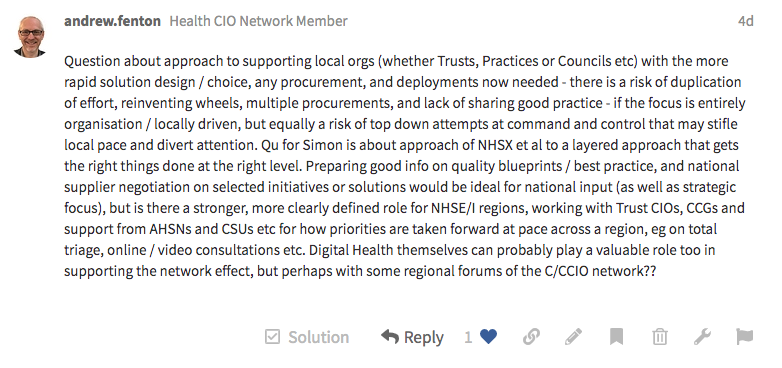 andrew.fenton Health CIO Network Member 4d
Question about approach to supporting local orgs (whether Trusts, Practices or Councils etc) with the more
rapid solution design / choice, any procurement, and deployments now needed - there is a risk of duplication
of effort, reinventing wheels, multiple procurements, and lack of sharing good practice - if the focus is entirely
organisation / locally driven, but equally a risk of top down attempts at command and control that may stifle
local pace and divert attention. Qu for Simon is about approach of NHSX et al to a layered approach that gets
the right things done at the right level. Preparing good info on quality blueprints / best practice, and national
supplier negotiation on selected initiatives or solutions would be ideal for national input (as well as strategic
focus), but is there a stronger, more clearly defined role for NHSE/I regions, working with Trust CIOs, CCGs and
support from AHSNs and CSUs etc for how priorities are taken forward at pace across a region, eg on total
triage, online / video consultations etc. Digital Health themselves can probably play a valuable role too in
supporting the network effect, but perhaps with some regional forums of the C/CCIO network??
Solution Reply 1